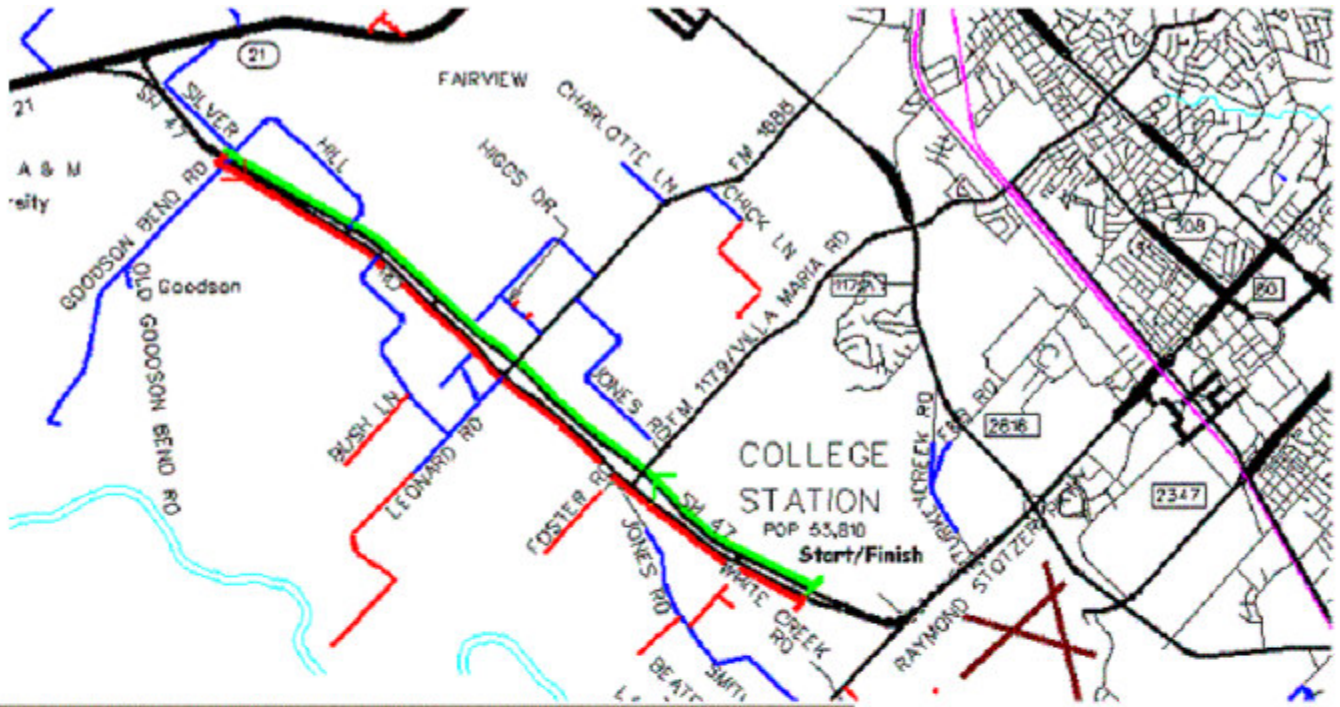 21
FAIRVIEW
21
SH 47
SILVER
HILL
CHARLOTTE LN
FM 1688
HIGGS DR
CHICK LN
A & M
rsity
GOODSON BEND RD
OLD GOODSON BEND RD
Goodson
FM 1179/VILLA MARIA RD
308
60
JONES RD
BUSH LN
LEONARD RD
F&B RD
2818
TURKEY CREEK RD
COLLEGE
STATION
POP 53,810
2347
SH 47
FOSTER RD
Start/Finish
JONES RD
WHITE CREEK RD
RAYMOND STOTZER